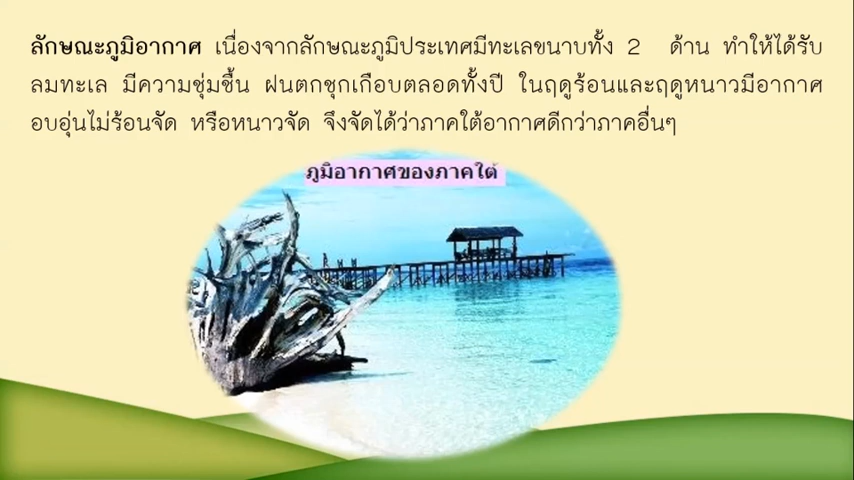 ลักษณะภูมิอากาศ เนื่องจากลักษณะภูมิประเทศมีทะเลขนาบทั้ง 2 ด้าน ทำให้ได้รับ
ลมทะเล มีความชุ่มชื้น ฝนตกชุกเกือบตลอดทั้งปี ในฤดูร้อนและฤดูหนาวมีอากาศ
อบอุ่นไม่ร้อนจัด หรือหนาวจัด จึงจัดได้ว่าภาคใต้อากาศดีกว่าภาคอื่นๆ
ภูมิอากาศของภาคใต้